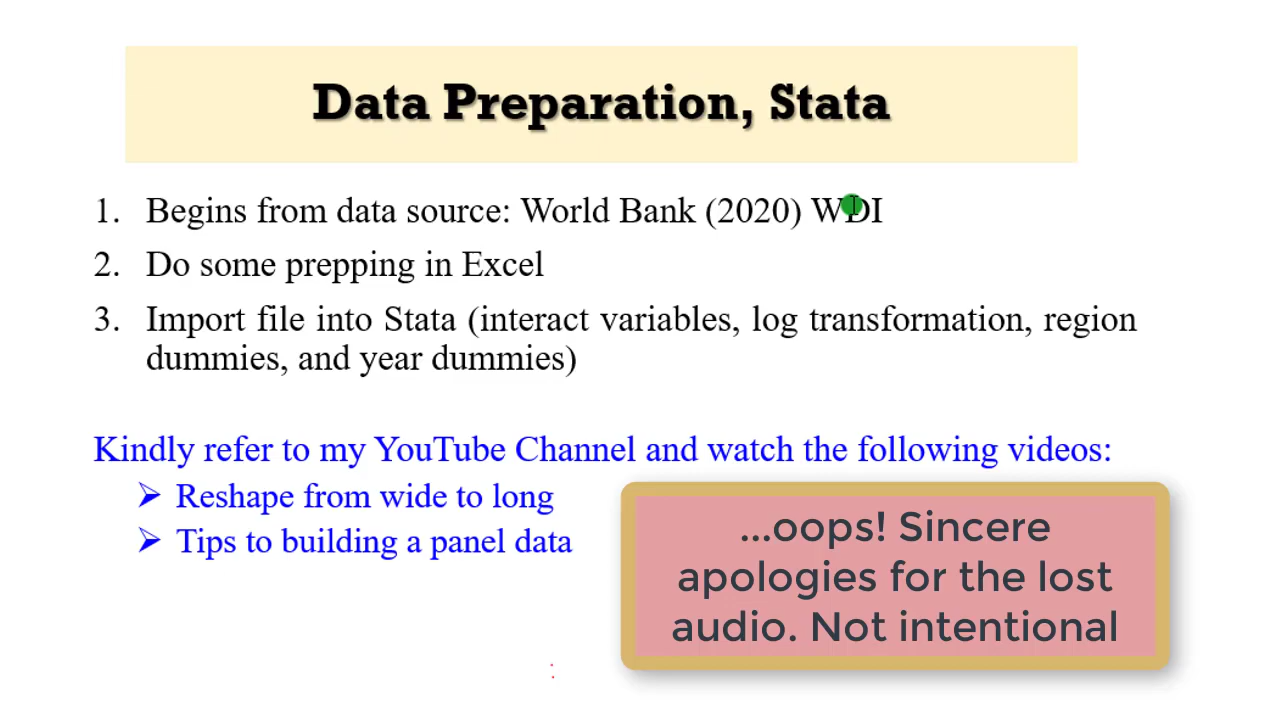 Data Preparation, Stata
1. Begins from data source: World Bank (2020) WDI
2. Do some prepping in Excel
3. Import file into Stata (interact variables, log transformation, region
dummies, and year dummies)
Kindly refer to my YouTube Channel and watch the following videos:
➢ Reshape from wide to long
➢ Tips to building a panel data
...oops! Sincere
apologies for the lost
audio. Not intentional